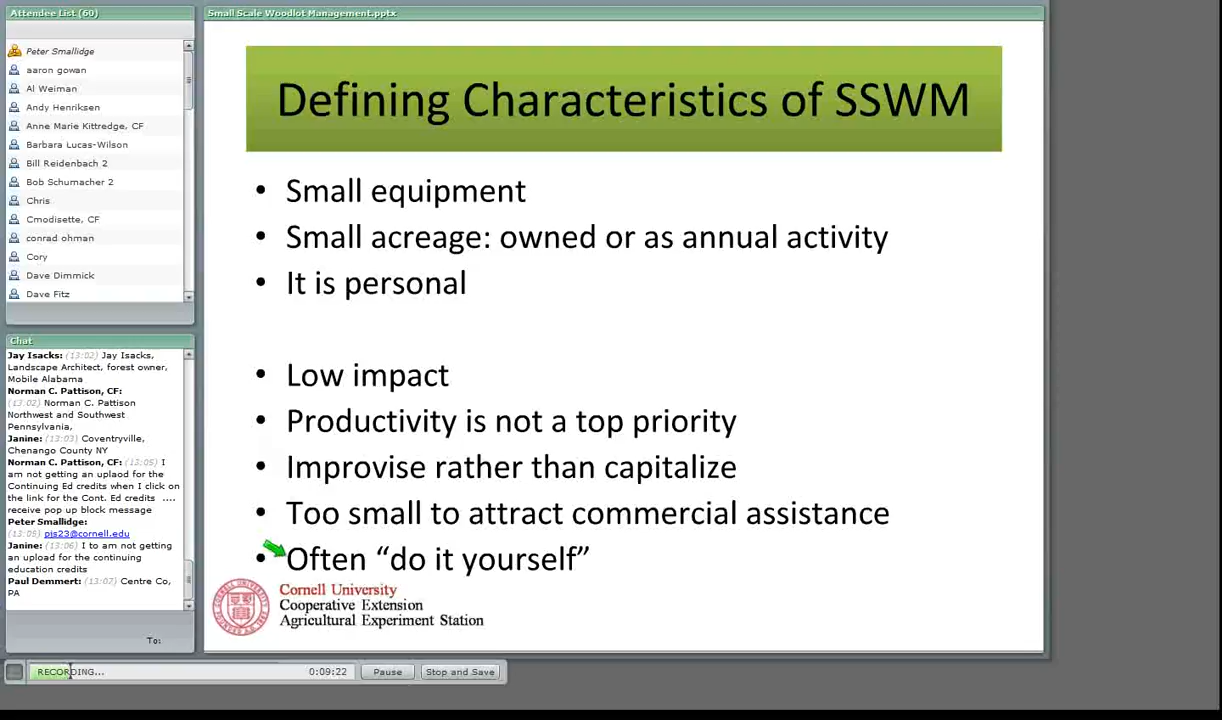 Attendee List (60)
Peter Smallidge
aaron gowan
Al Weiman
Andy Henriksen
Anne Marie Kittredge, CF
Barbara Lucas-Wilson
Bill Reidenbach 2
Bob Schumacher 2
Chris
Cmodisette, CF
conrad ohman
Cory
Dave Dimmick
Dave Fitz
Chat
Jay Isacks: (13:02) Jay Isacks,
Landscape Architect, forest owner,
Mobile Alabama
Norman C. Pattison, CF:
(13:02) Norman C. Pattison
Northwest and Southwest
Pennsylvania,
Janine: (13:03) Coventryville,
Chenango County NY
Norman C. Pattison, CF: (13:05) I
am not getting an uplaod for the
Continuing Ed credits when I click on
the link for the Cont. Ed credits ....
receive pop up block message
Peter Smallidge:
(13:05) pjs23@cornell.edu
Janine: (13:06) I to am not getting
an upload for the continuing
education credits
Paul Demmert: (13:07) Centre Co,
PA
To:
Small Scale Woodlot Management.pptx
Defining Characteristics of SSWM
• Small equipment
• Small acreage: owned or as annual activity
• It is personal
• Low impact
• Productivity is not a top priority
• Improvise rather than capitalize
• Too small to attract commercial assistance
• Often “do it yourself”
Cornell University
Cooperative Extension
Agricultural Experiment Station
RECORDING... 0:09:22 Pause Stop and Save